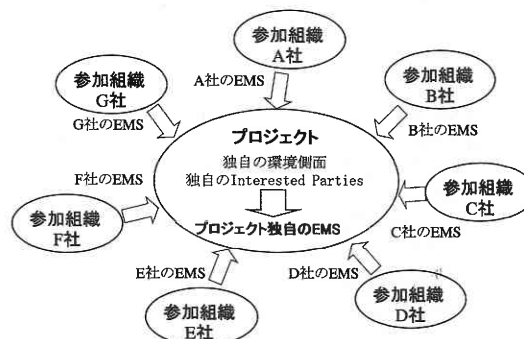 参加組織
A社
参加組織
G社
参加組織
B社
A社のEMS
G社のEMS
B社のEMS
プロジェクト
独自の環境側面
独自のInterested Parties
プロジェクト独自のEMS
F社のEMS
参加組織
C社
参加組織
F社
C社のEMS
E社のEMS
D社のEMS
参加組織
E社
参加組織
D社